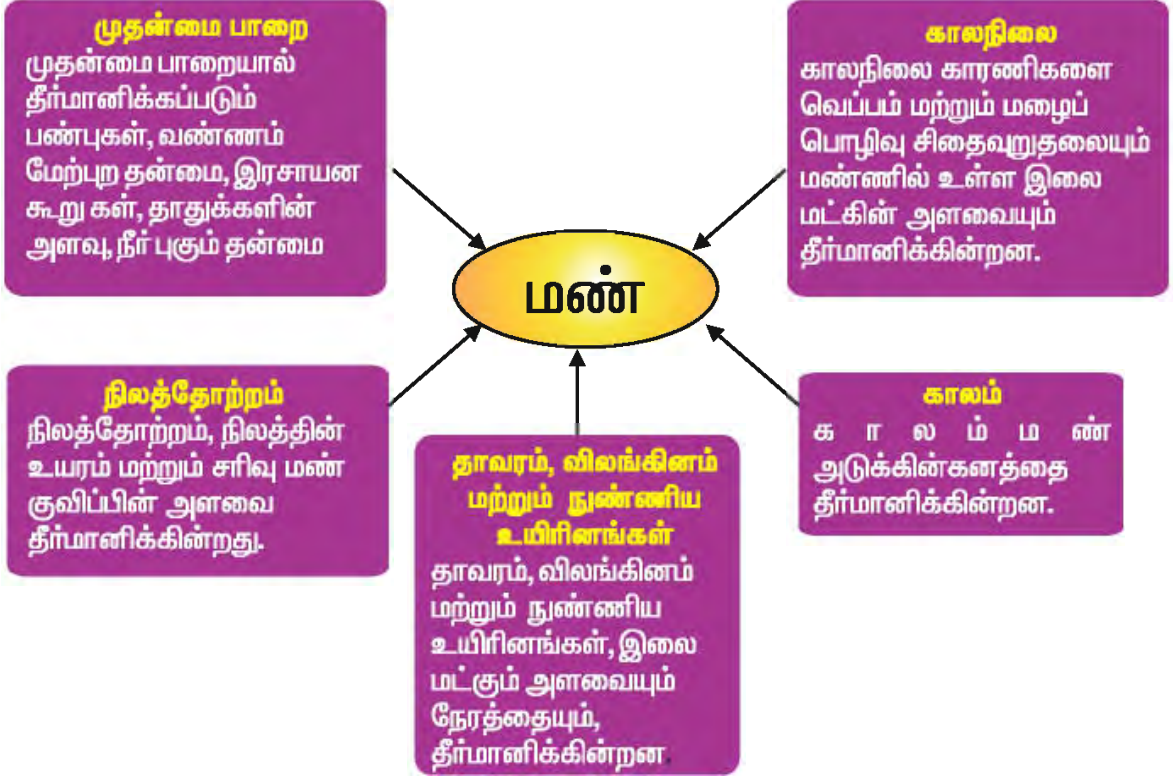 முதன்மை பாறை
முதன்மை பாறையால்
தீர்மானிக்கப்படும்
பண்புகள், வண்ணம்
மேற்புற தன்மை, இரசாயன
கூறு கள், தாதுக்களின்
அளவு, நீர் புகும் தன்மை
காலநிலை
காலநிலை காரணிகளை
வெப்பம் மற்றும் மழைப்
பொழிவு சிதைவுறுதலையும்
மண்ணில் உள்ள இலை
மட்கின் அளவையும்
தீர்மானிக்கின்றன.
மண்
நிலத்தோற்றம்
நிலத்தோற்றம், நிலத்தின்
உயரம் மற்றும் சரிவு மண்
குவிப்பின் அளவை
தீர்மானிக்கின்றது.
தாவரம், விலங்கினம்
மற்றும் நுண்ணிய
உயிரினங்கள்
தாவரம், விலங்கினம்
மற்றும் நுண்ணிய
உயிரினங்கள், இலை
மட்கும் அளவையும்
நேரத்தையும்,
தீர்மானிக்கின்றன.
காலம்
க ா ல ம் ம ண்
அடுக்கின்கனத்தை
தீர்மானிக்கின்றன.